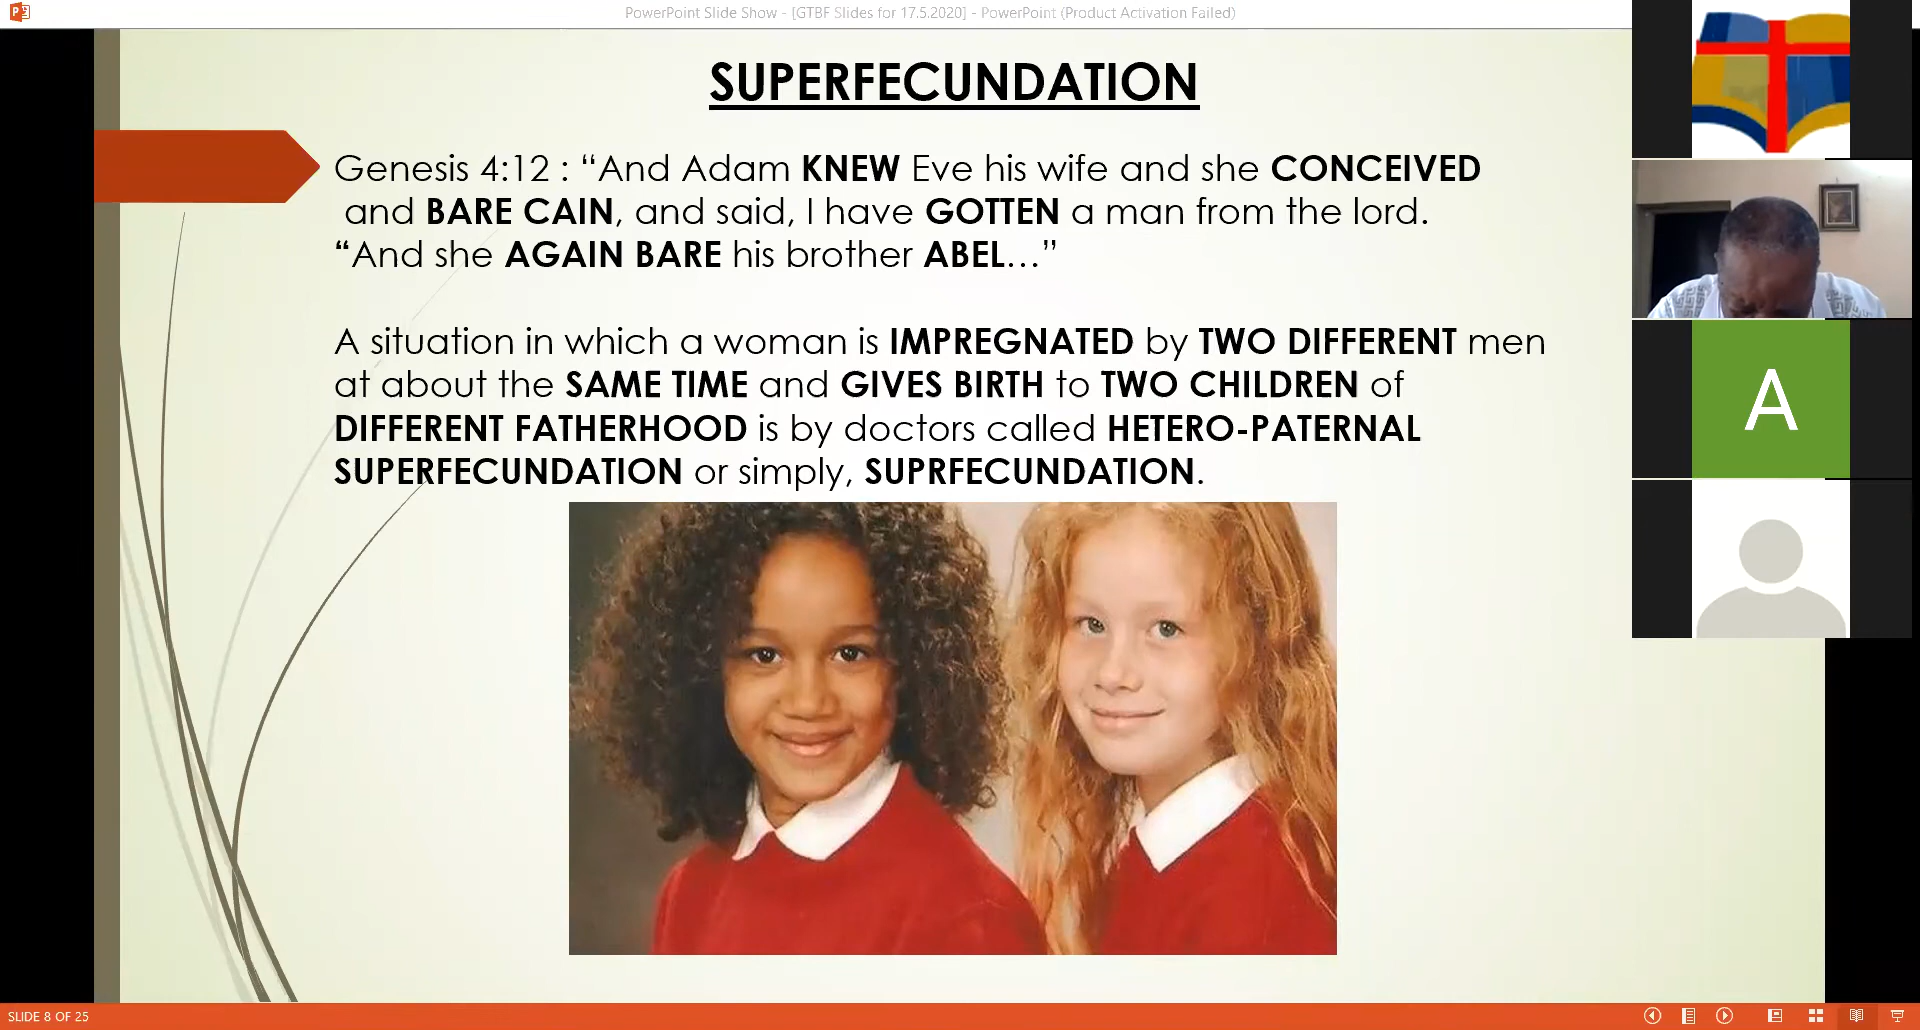 PowerPoint Slide Show - [GTBF Slides for 17.5.2020] - PowerPoint (Product Activation Failed)
SUPERFECUNDATION
Genesis 4:12 : “And Adam KNEW Eve his wife and she CONCEIVED
and BARE CAIN, and said, I have GOTTEN a man from the lord.
“And she AGAIN BARE his brother ABEL…”
A situation in which a woman is IMPREGNATED by TWO DIFFERENT men
at about the SAME TIME and GIVES BIRTH to TWO CHILDREN of
DIFFERENT FATHERHOOD is by doctors called HETERO-PATERNAL
SUPERFECUNDATION or simply, SUPRFECUNDATION.
A
SLIDE 8 OF 25